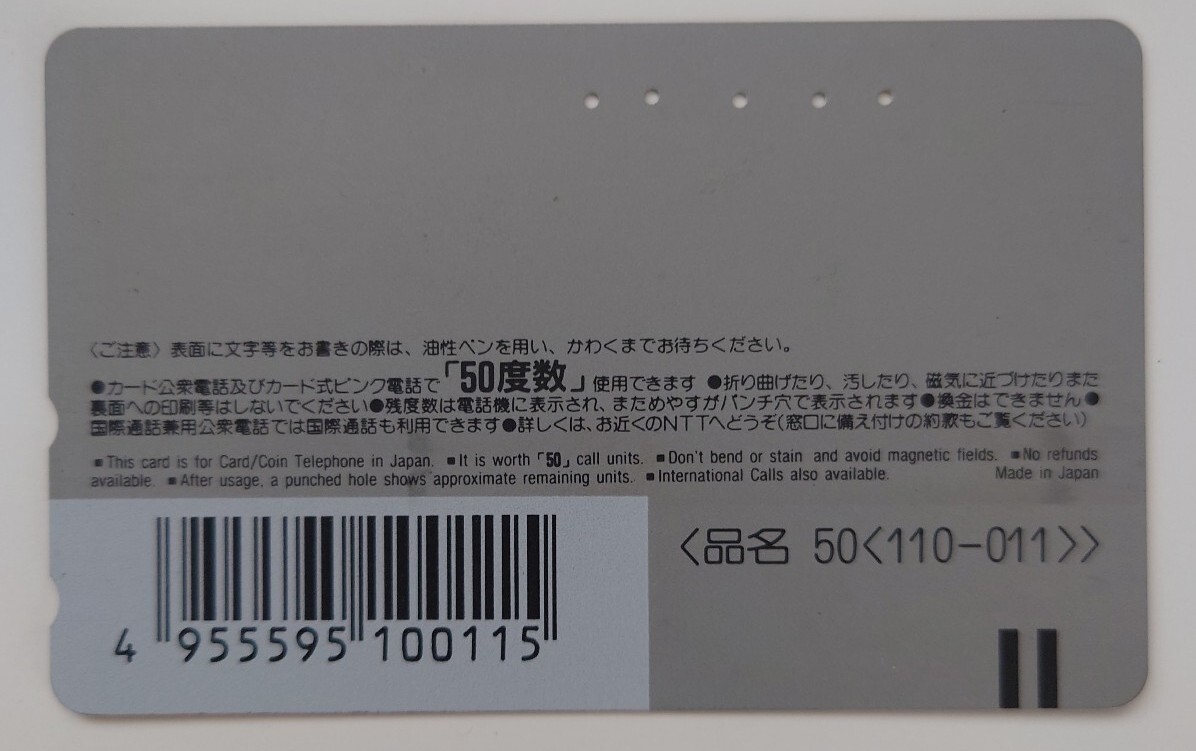 〈ご注意〉表面に文字等をお書きの際は、油性ペンを用い、かわくまでお待ちください。
●カード公衆電話及びカード式ピンク電話で「50度数」使用できます ●折り曲げたり、汚したり、磁気に近づけたりまた
裏面への印刷等はしないでください●残度数は電話機に表示され、まためやすがパンチ穴で表示されます●換金はできません●
国際通話兼用公衆電話では国際通話も利用できます●詳しくは、お近くのNTTへどうぞ(窓口に備え付けの約款もご覧ください)
■This card is for Card/Coin Telephone in Japan. ■It is worth「50」call units. ■Don't bend or stain and avoid magnetic fields. ■No refunds
available. ■After usage, a punched hole shows approximate remaining units. ■International Calls also available. Made in Japan
〈品名 50〈110-011〉〉
4 955595 100115